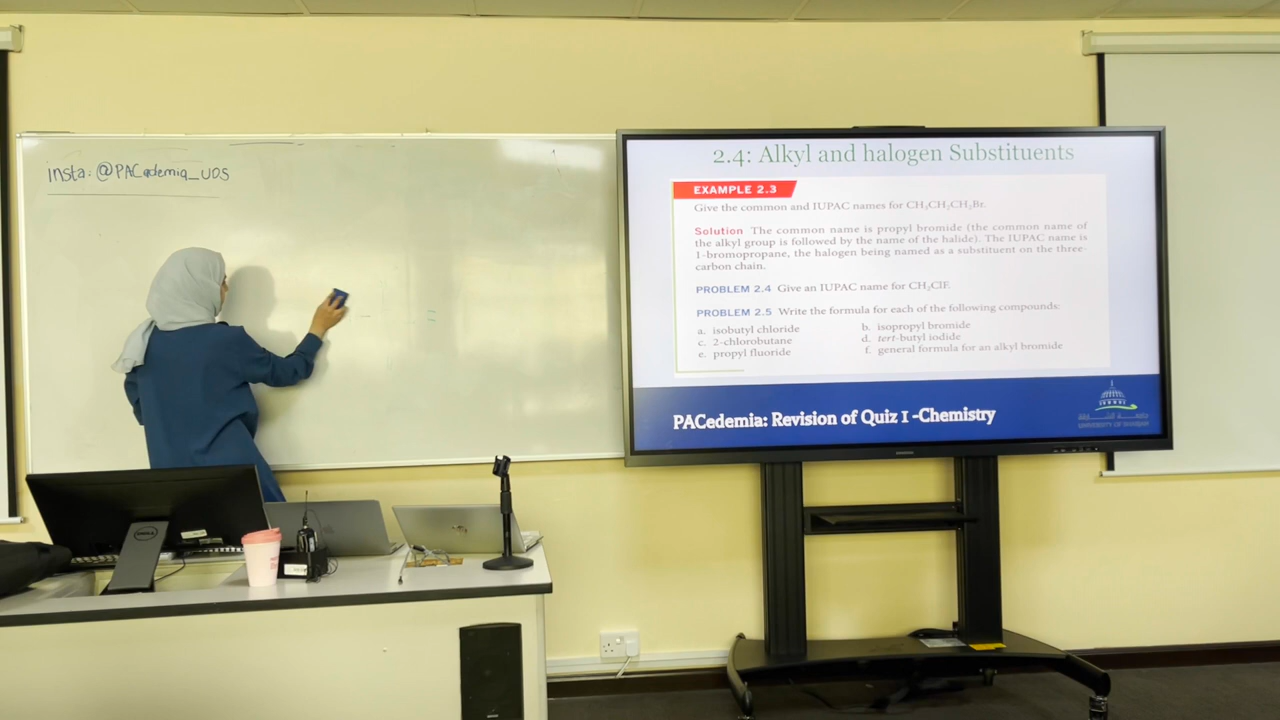 insta: @PACademia_UOS
2.4: Alkyl and halogen Substituents
EXAMPLE 2.3
Give the common and IUPAC names for CH₃CH₂CH₂Br.
Solution The common name is propyl bromide (the common name of
the alkyl group is followed by the name of the halide). The IUPAC name is
1-bromopropane, the halogen being named as a substituent on the three-
carbon chain.
PROBLEM 2.4 Give an IUPAC name for CH₂ClF.
PROBLEM 2.5 Write the formula for each of the following compounds:
a. isobutyl chloride b. isopropyl bromide
c. 2-chlorobutane d. tert-butyl iodide
e. propyl fluoride f. general formula for an alkyl bromide
PACedemia: Revision of Quiz I -Chemistry
UNIVERSITY OF SHARJAH
DELL